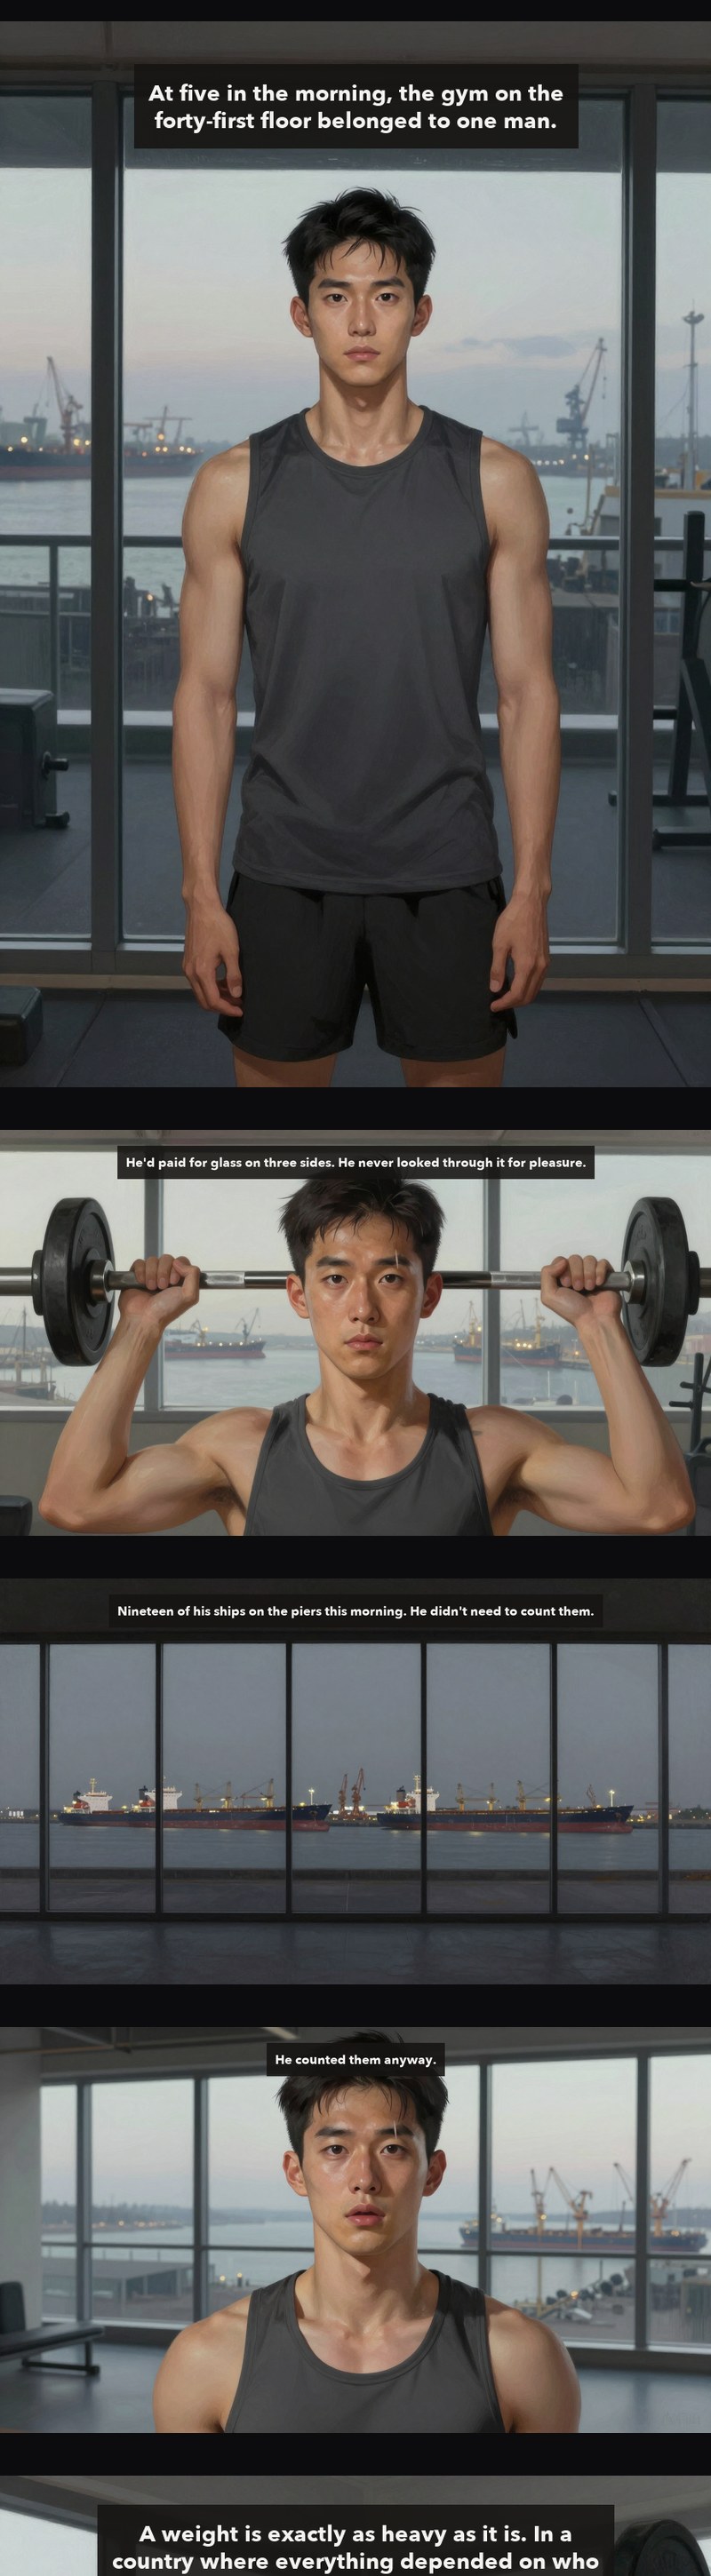 At five in the morning, the gym on the
forty-first floor belonged to one man.
He'd paid for glass on three sides. He never looked through it for pleasure.
Nineteen of his ships on the piers this morning. He didn't need to count them.
He counted them anyway.
A weight is exactly as heavy as it is. In a
country where everything depended on who